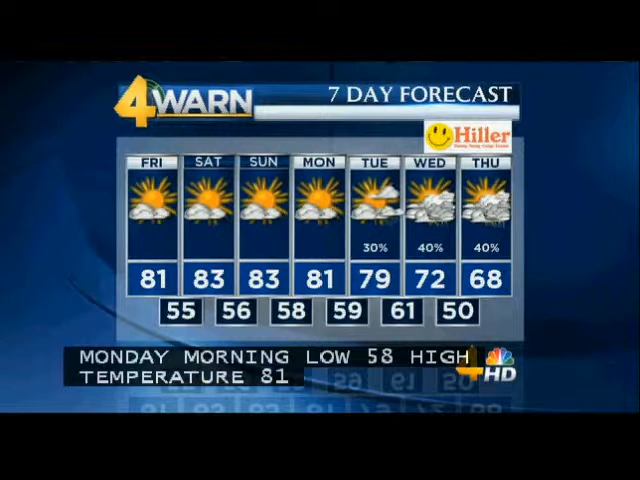 4WARN
7 DAY FORECAST
Hiller
FRI SAT SUN MON TUE WED THU
30% 40% 40%
81 83 83 81 79 72 68
55 56 58 59 61 50
MONDAY MORNING LOW 58 HIGH
TEMPERATURE 81
4HD